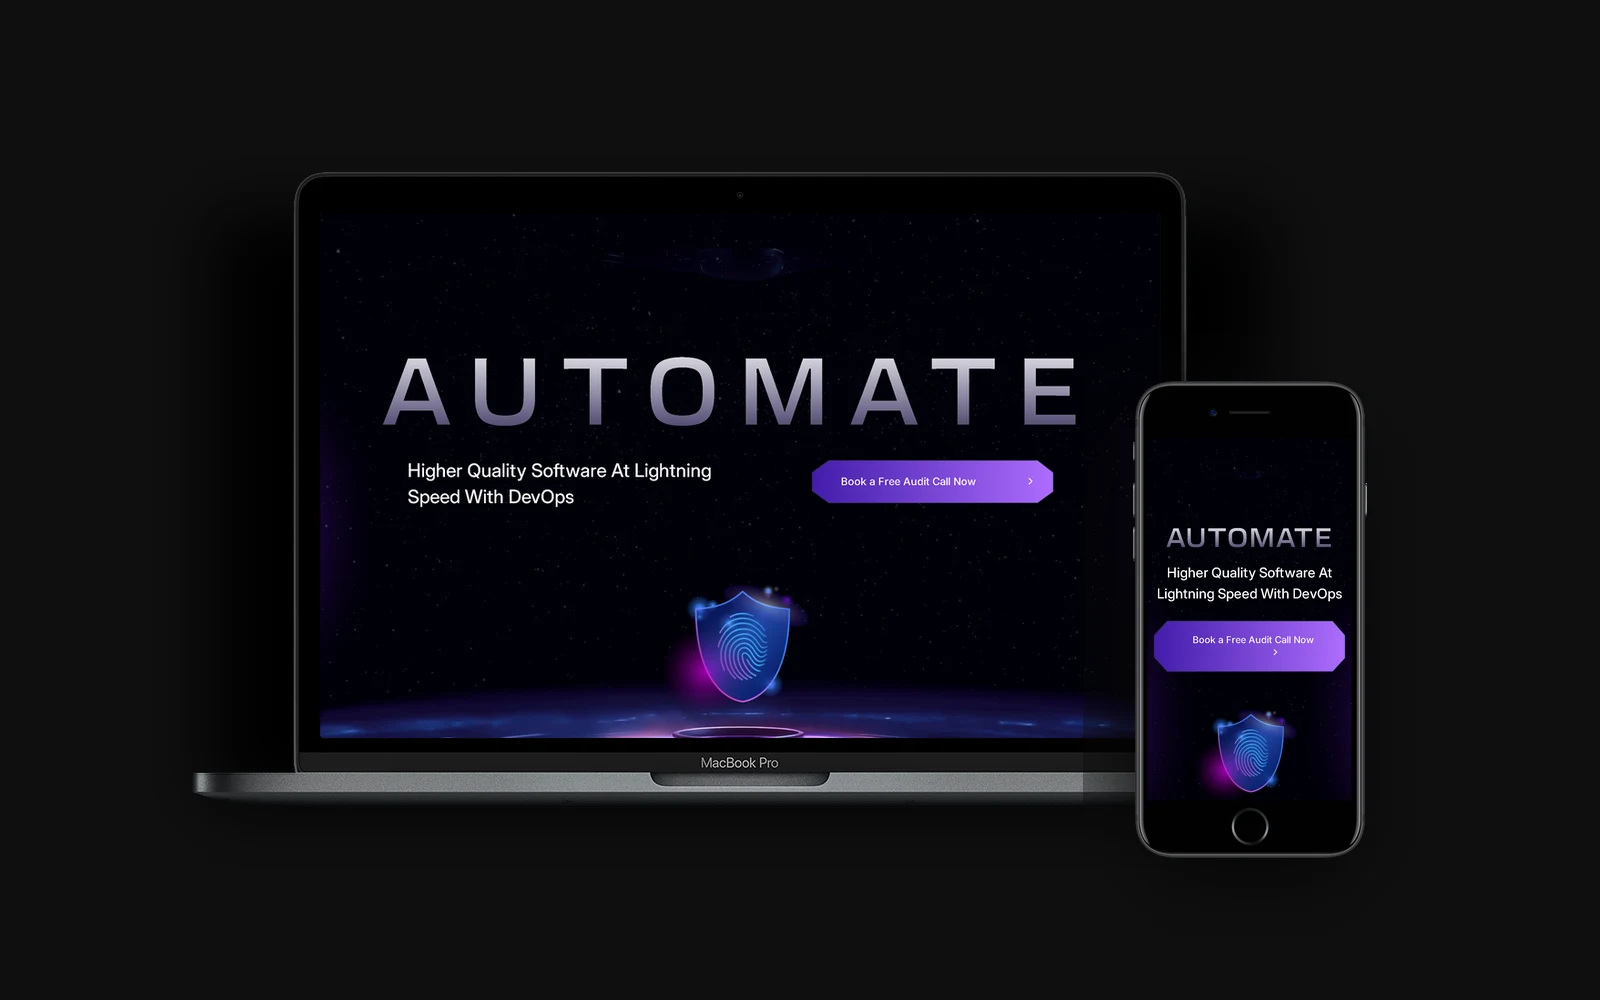 AUTOMATE
Higher Quality Software At Lightning
Speed With DevOps
Book a Free Audit Call Now >
MacBook Pro
AUTOMATE
Higher Quality Software At
Lightning Speed With DevOps
Book a Free Audit Call Now
>